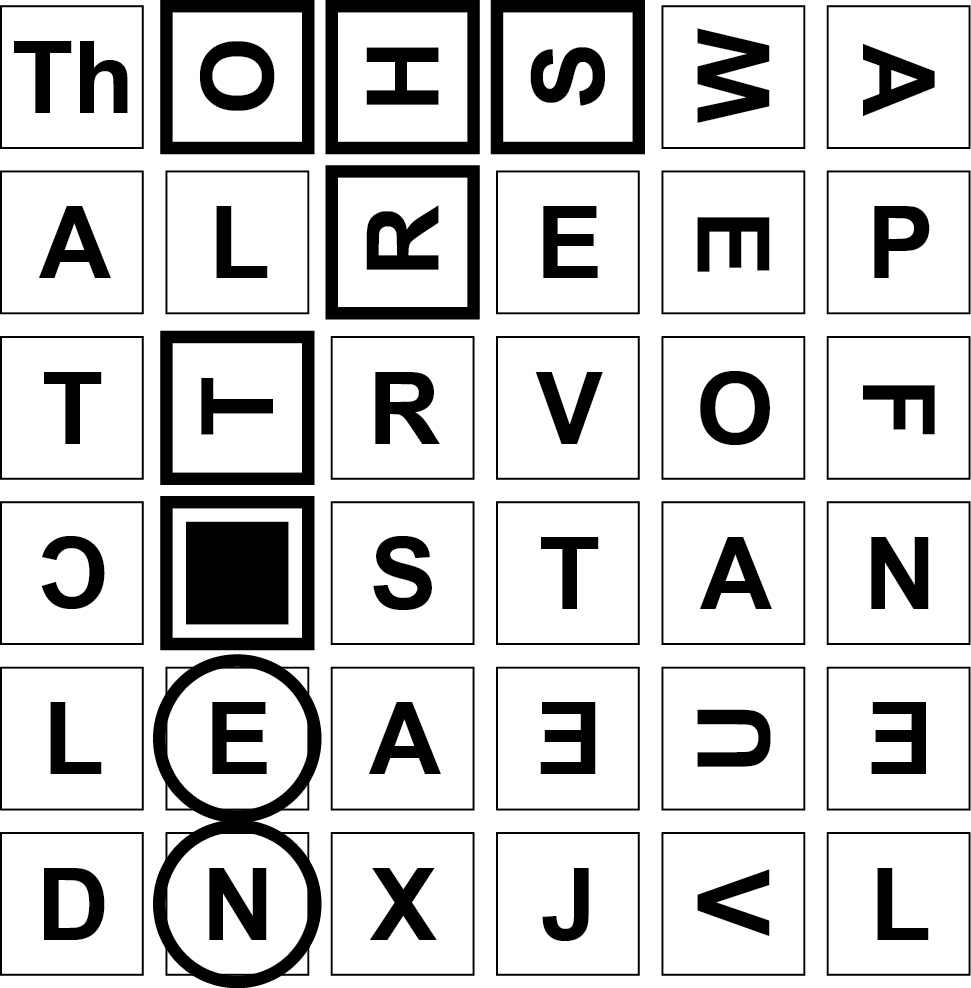 Th O H S W A
A L R E E P
T T R V O F
C S T A N
L E A E U E
D N X J V L